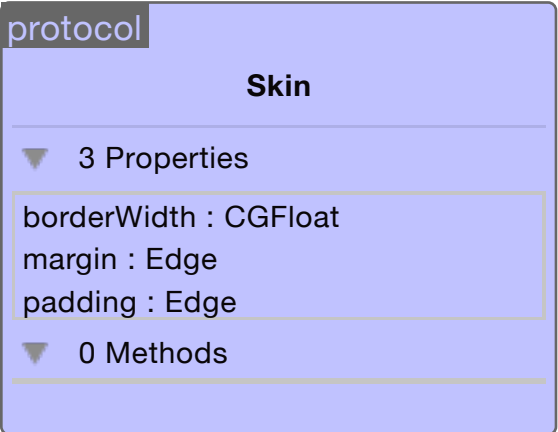 protocol
Skin
3 Properties
borderWidth : CGFloat
margin : Edge
padding : Edge
0 Methods